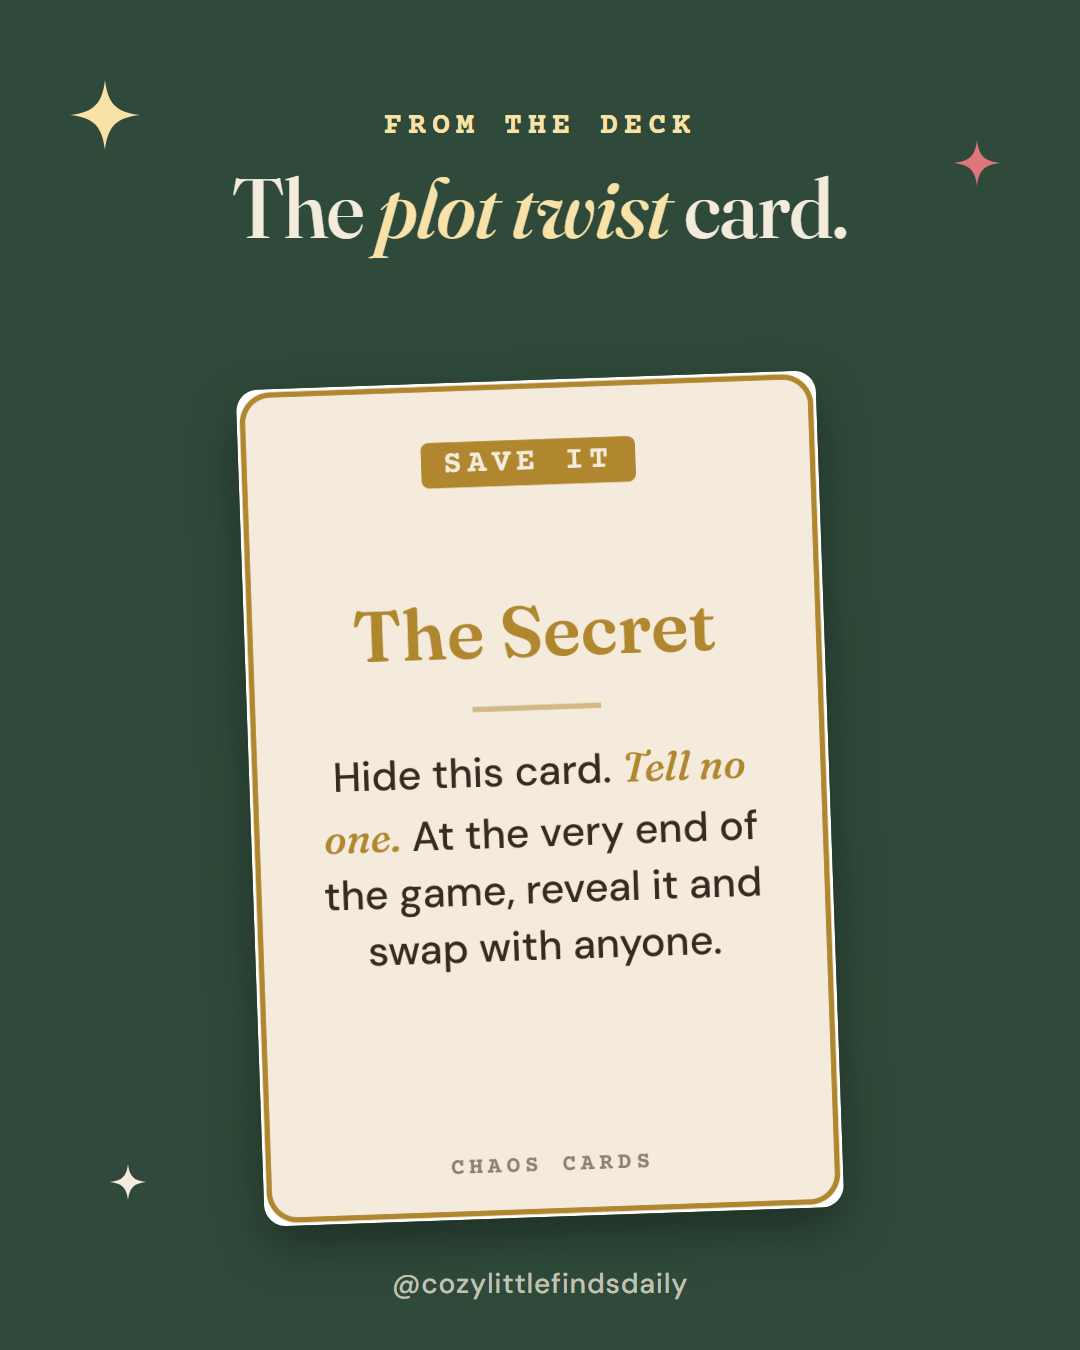 FROM THE DECK
The plot twist card.
SAVE IT
The Secret
Hide this card. Tell no
one. At the very end of
the game, reveal it and
swap with anyone.
CHAOS CARDS
@cozylittlefindsdaily